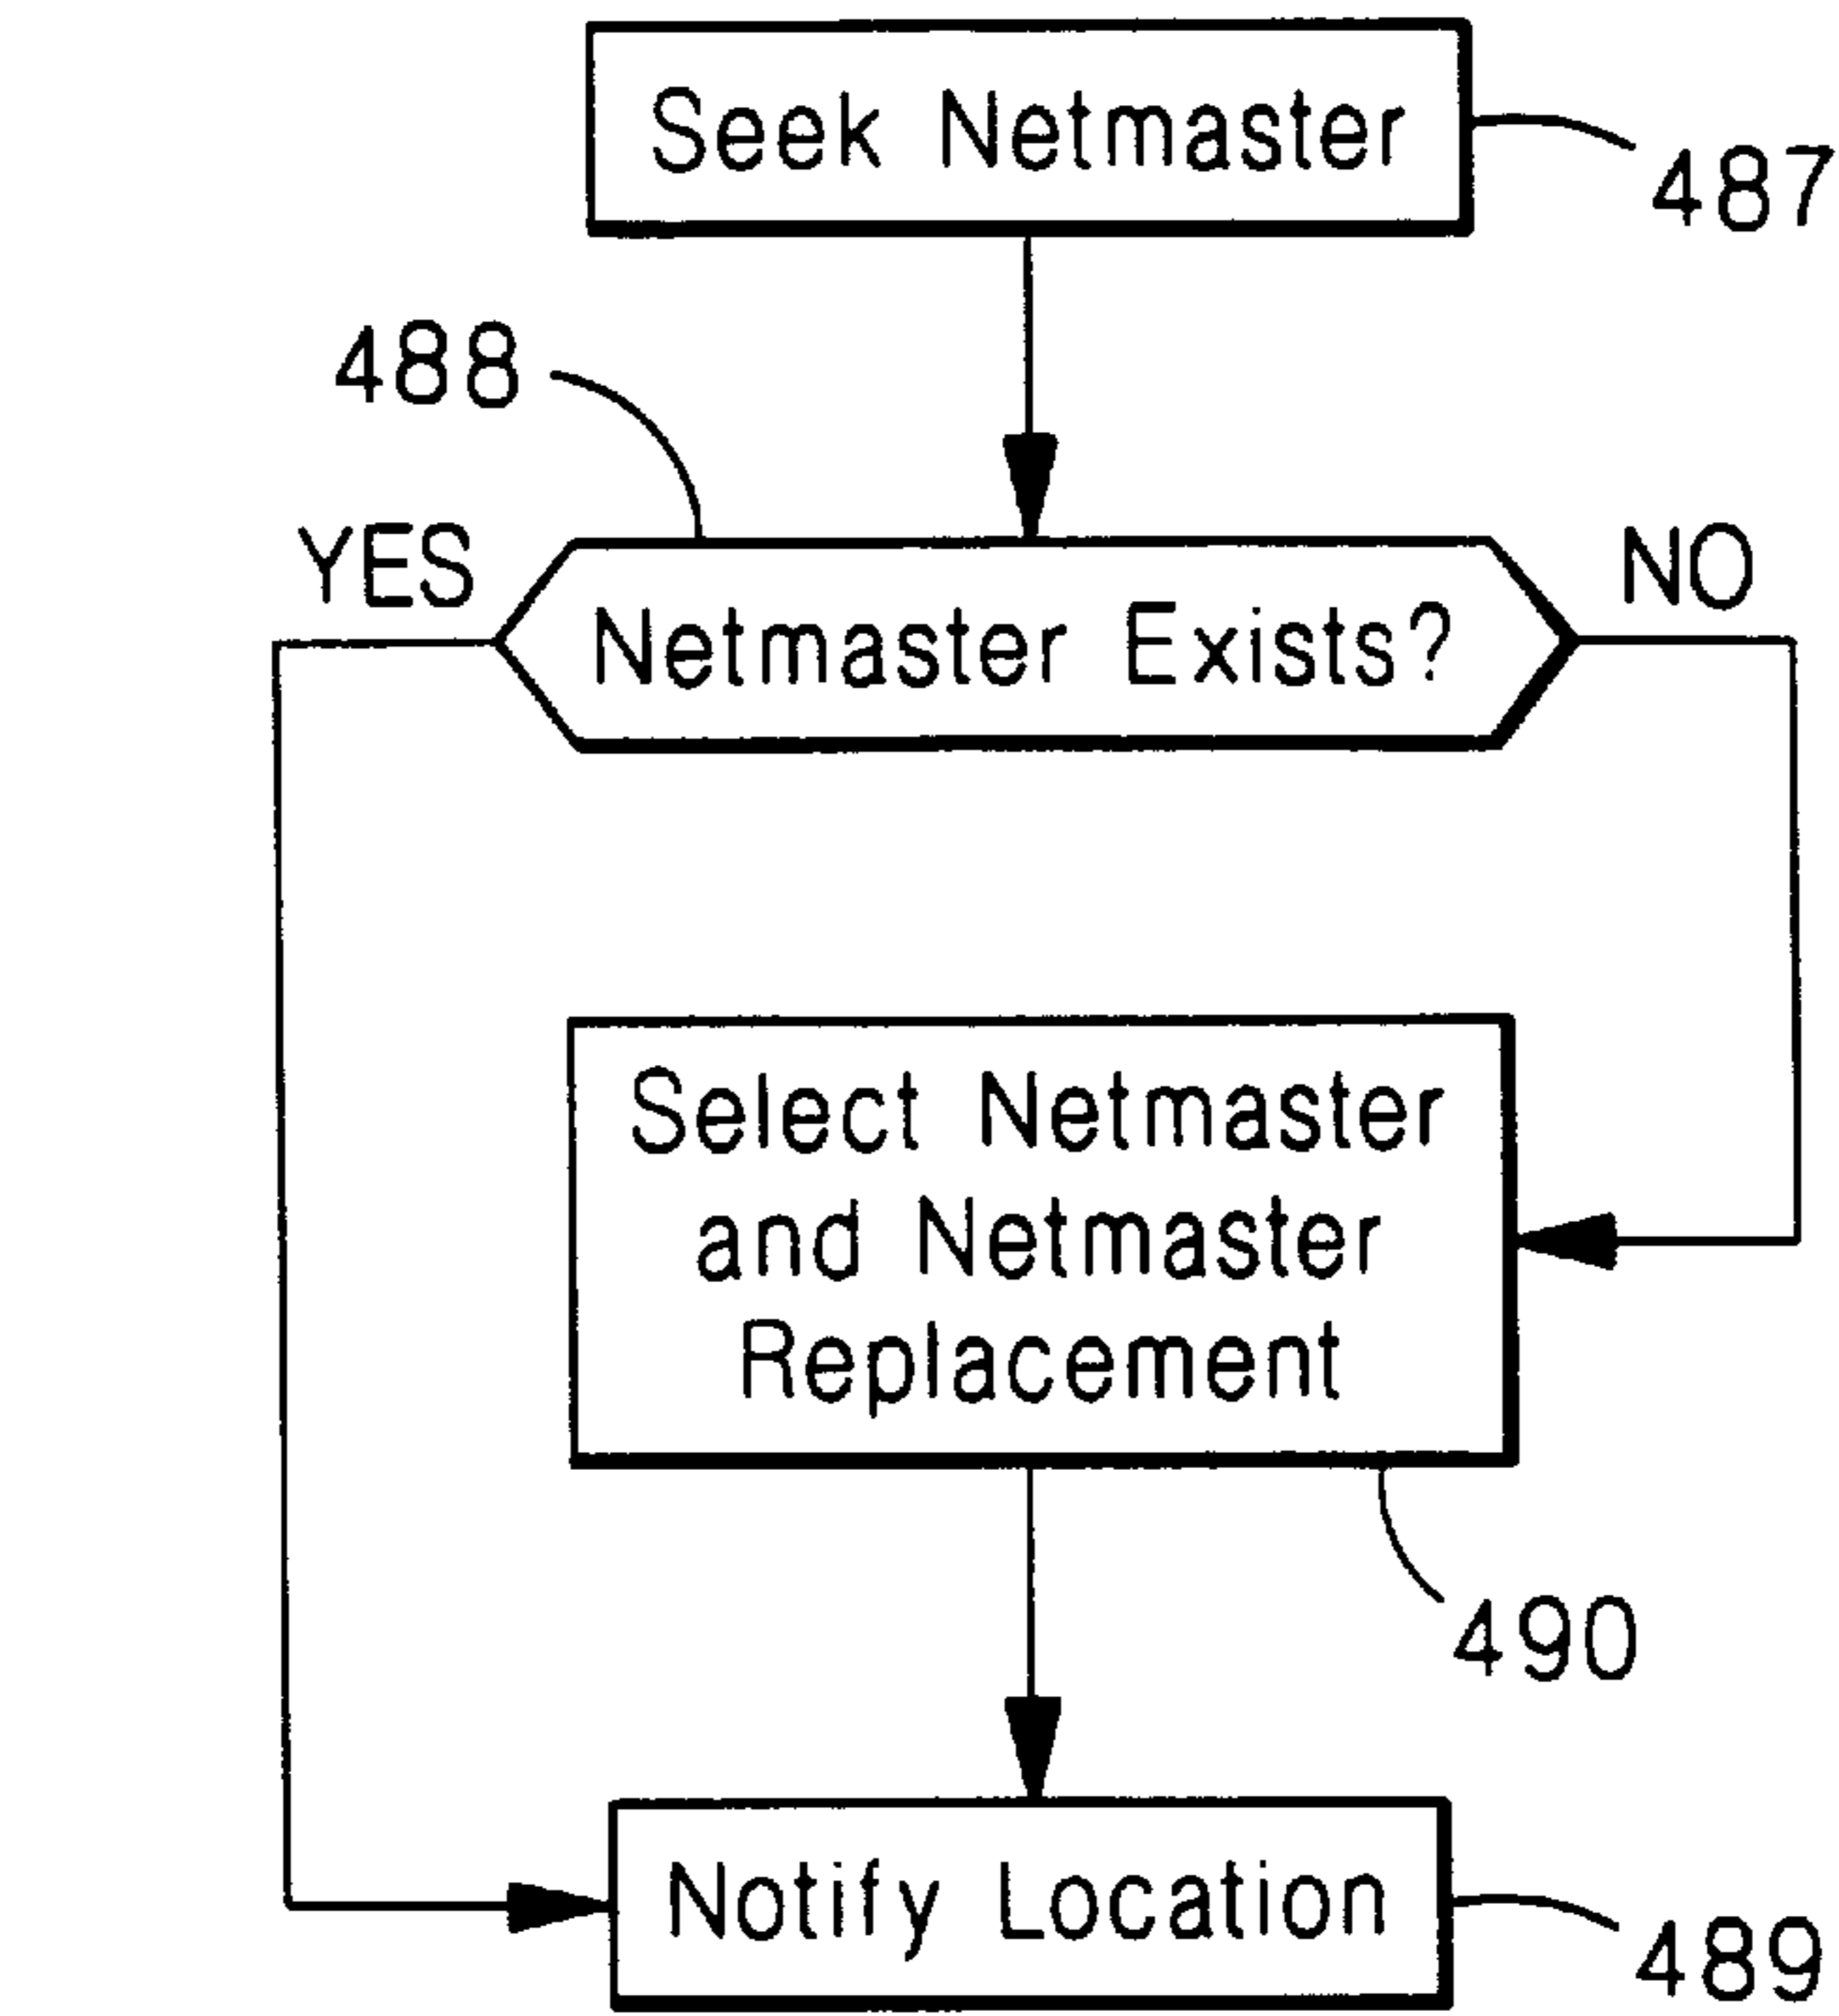 Seek Netmaster
487
488
YES
Netmaster Exists?
NO
Select Netmaster
and Netmaster
Replacement
490
Notify Location
489